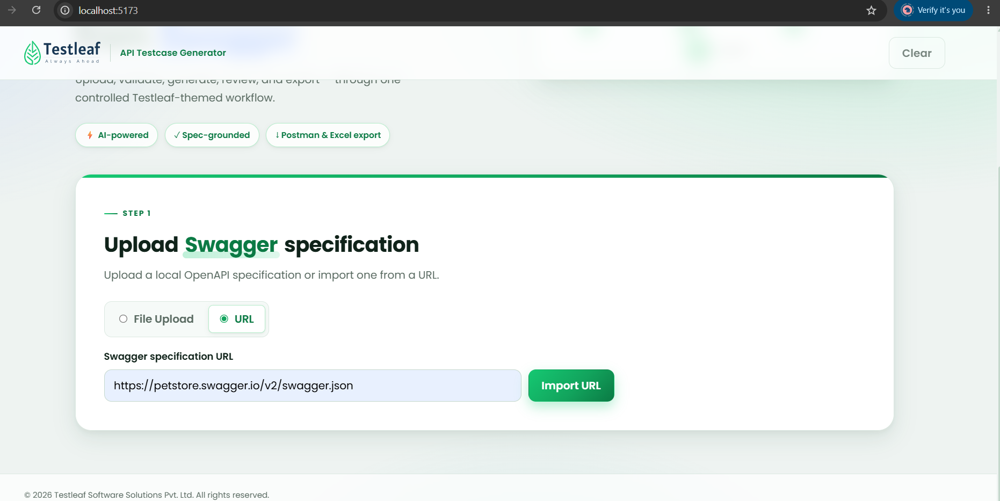 localhost:5173
Verify it's you
Testleaf
Always Ahead
API Testcase Generator
Clear
upload, validate, generate, review, and export through one
controlled Testleaf-themed workflow.
AI-powered
✓ Spec-grounded
↓ Postman & Excel export
STEP 1
Upload Swagger specification
Upload a local OpenAPI specification or import one from a URL.
File Upload
URL
Swagger specification URL
https://petstore.swagger.io/v2/swagger.json
Import URL
© 2026 Testleaf Software Solutions Pvt. Ltd. All rights reserved.